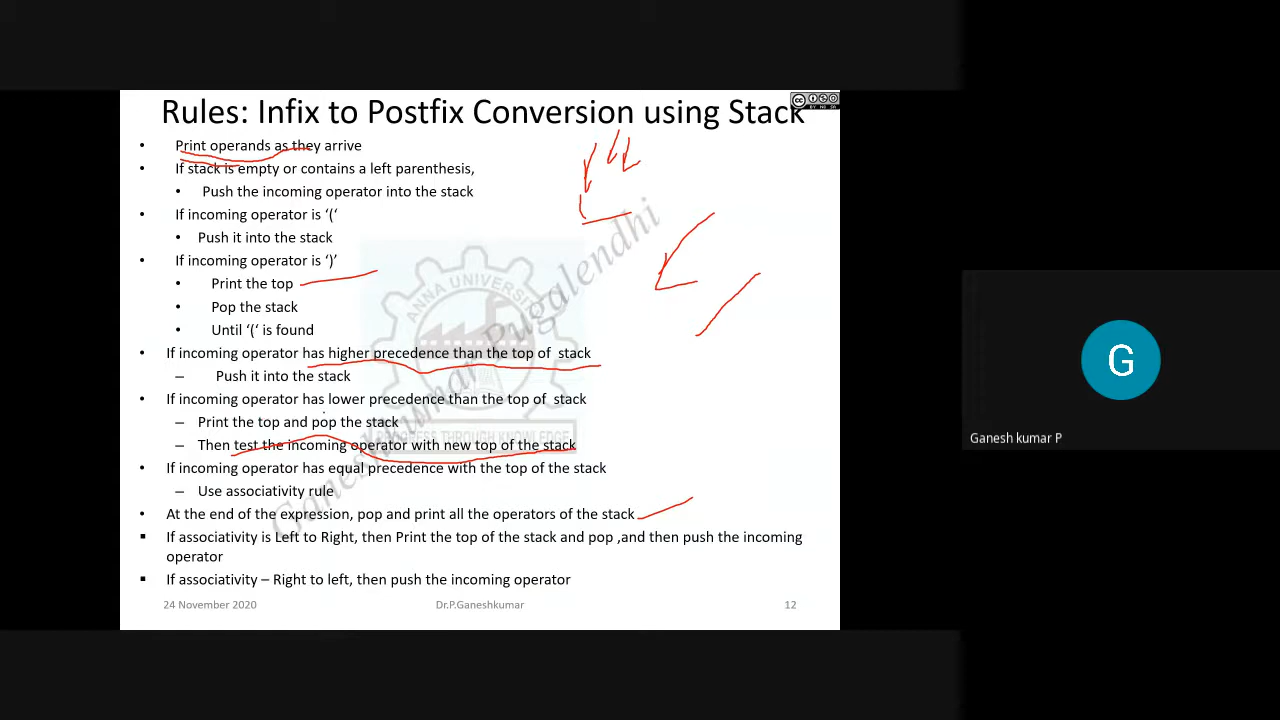 Rules: Infix to Postfix Conversion using Stack
• Print operands as they arrive
• If stack is empty or contains a left parenthesis,
• Push the incoming operator into the stack
• If incoming operator is ‘(‘
• Push it into the stack
• If incoming operator is ‘)’
• Print the top
• Pop the stack
• Until ‘(‘ is found
• If incoming operator has higher precedence than the top of stack
– Push it into the stack
• If incoming operator has lower precedence than the top of stack
– Print the top and pop the stack
– Then test the incoming operator with new top of the stack
• If incoming operator has equal precedence with the top of the stack
– Use associativity rule
• At the end of the expression, pop and print all the operators of the stack
▪ If associativity is Left to Right, then Print the top of the stack and pop ,and then push the incoming
operator
▪ If associativity – Right to left, then push the incoming operator
24 November 2020
Dr.P.Ganeshkumar
12
Ganeshkumar Pugalendhi
ANNA UNIVERSITY
PROGRESS THROUGH KNOWLEDGE
G
Ganesh kumar P